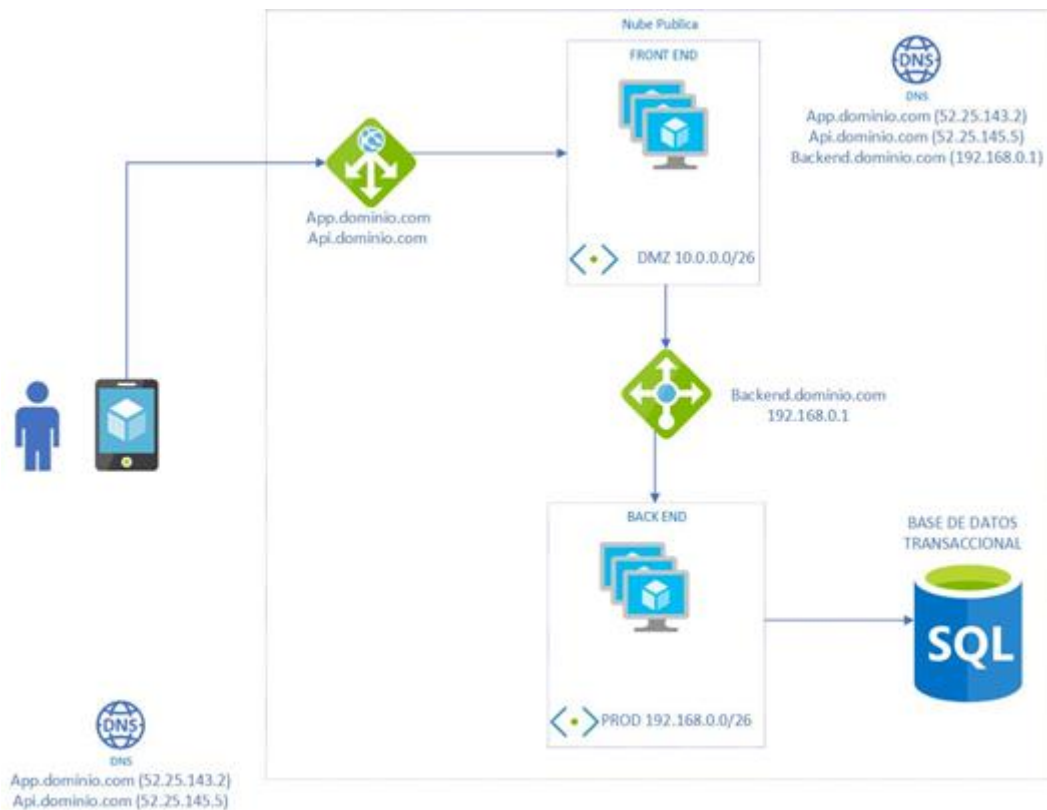 Nube Publica
FRONT END
DNS
DNS
App.dominio.com (52.25.143.2)
Api.dominio.com (52.25.145.5)
Backend.dominio.com (192.168.0.1)
App.dominio.com
Api.dominio.com
DMZ 10.0.0.0/26
Backend.dominio.com
192.168.0.1
BACK END
BASE DE DATOS
TRANSACCIONAL
SQL
PROD 192.168.0.0/26
DNS
DNS
App.dominio.com (52.25.143.2)
Api.dominio.com (52.25.145.5)